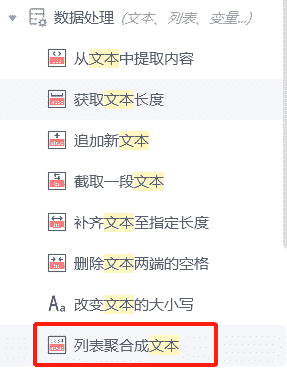 数据处理 (文本、列表、变量...)
从文本中提取内容
获取文本长度
追加新文本
截取一段文本
补齐文本至指定长度
删除文本两端的空格
Aa 改变文本的大小写
列表聚合成文本